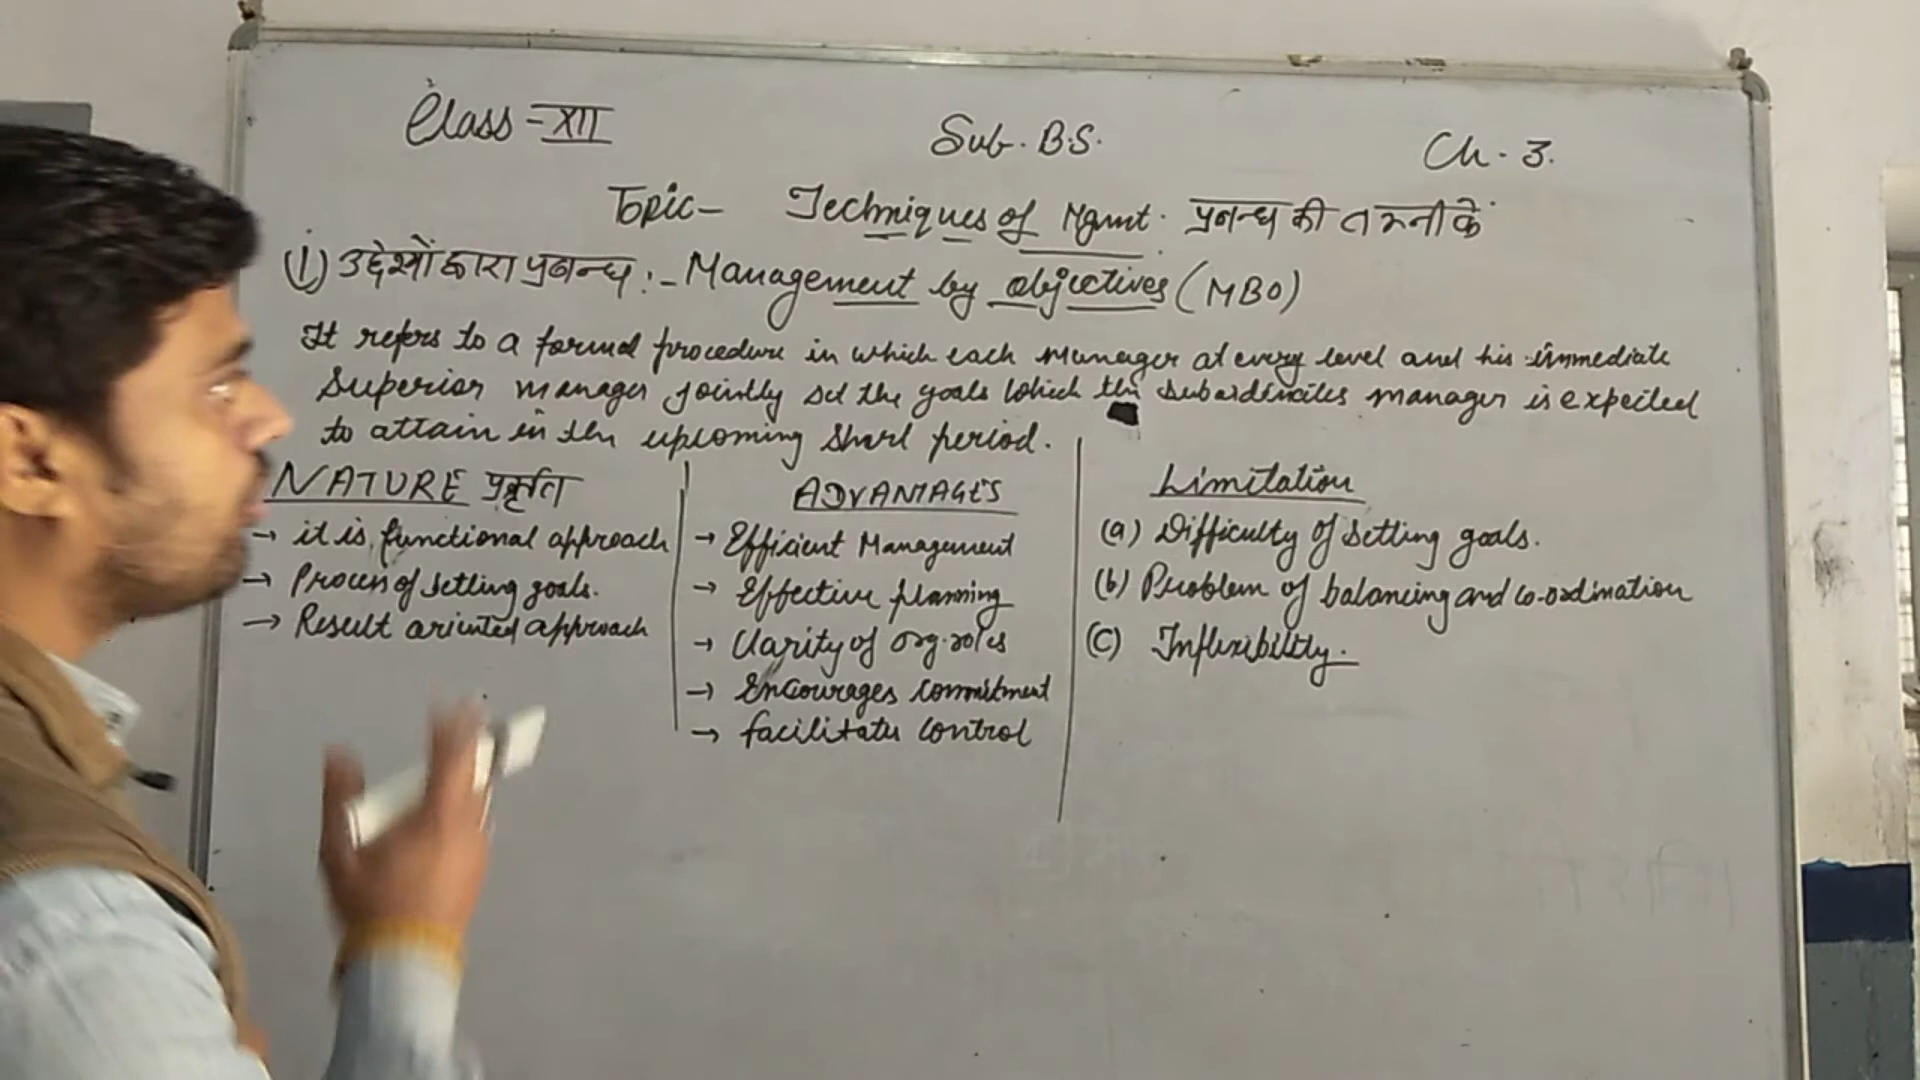 Class - XII
Sub. B.S.
Ch. 3.
Topic - Techniques of Mgmt. प्रबन्ध की तकनीकें
(1) उद्देश्यों द्वारा प्रबन्ध :- Management by objectives (MBO)
It refers to a formal procedure in which each manager at every level and his immediate
Superior manager jointly set the goals which the subordinates manager is expected
to attain in the upcoming short period.
NATURE प्रकृति
→ it is functional approach
→ Process of setting goals.
→ Result oriented approach
ADVANTAGES
→ Efficient Management
→ Effective planning
→ Clarity of org. roles
→ Encourages commitment
→ facilitates control
Limitation
(a) Difficulty of setting goals.
(b) Problem of balancing and co-ordination
(C) Inflexibility.